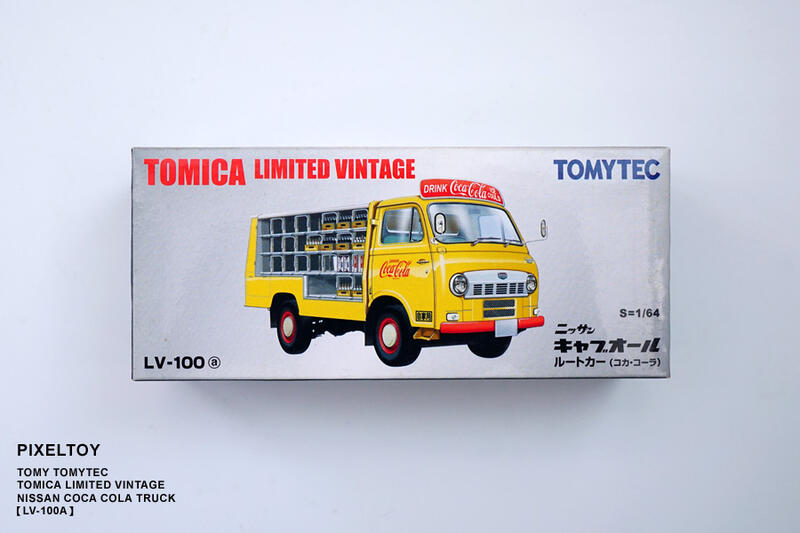 TOMICA LIMITED VINTAGE
TOMYTEC
DRINK Coca-Cola
Coca-Cola
S=1/64
ニッサン
キャブオール
ルートカー(コカ・コーラ)
LV-100 ⓐ
PIXELTOY
TOMY TOMYTEC
TOMICA LIMITED VINTAGE
NISSAN COCA COLA TRUCK
【LV-100A】